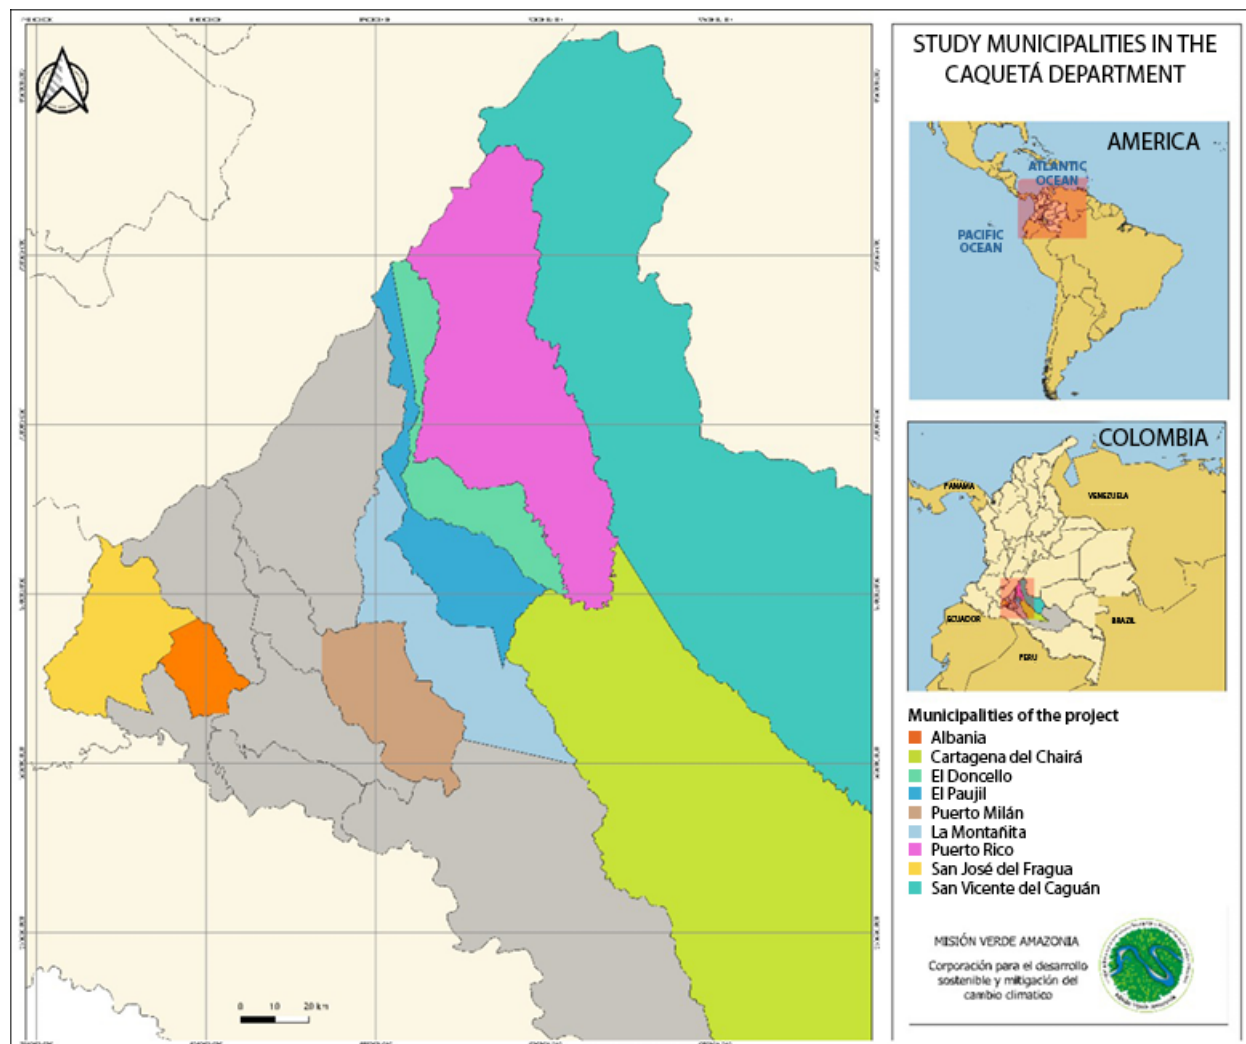 STUDY MUNICIPALITIES IN THE
CAQUETÁ DEPARTMENT
AMERICA
ATLANTIC
OCEAN
PACIFIC
OCEAN
COLOMBIA
PANAMA
VENEZUELA
ECUADOR
BRAZIL
PERU
Municipalities of the project
Albania
Cartagena del Chairá
El Doncello
El Paujil
Puerto Milán
La Montañita
Puerto Rico
San José del Fragua
San Vicente del Caguán
MISIÓN VERDE AMAZONIA
Corporación para el desarrollo
sostenible y mitigación del
cambio climatico
0 10 20 km